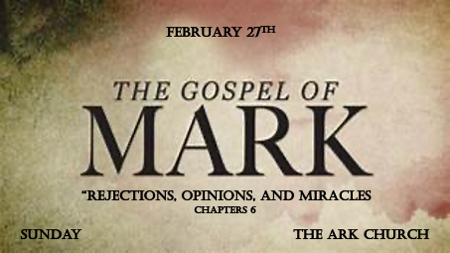 FEBRUARY 27TH
THE GOSPEL OF
MARK
"REJECTIONS, OPINIONS, AND MIRACLES
CHAPTERS 6
SUNDAY
THE ARK CHURCH